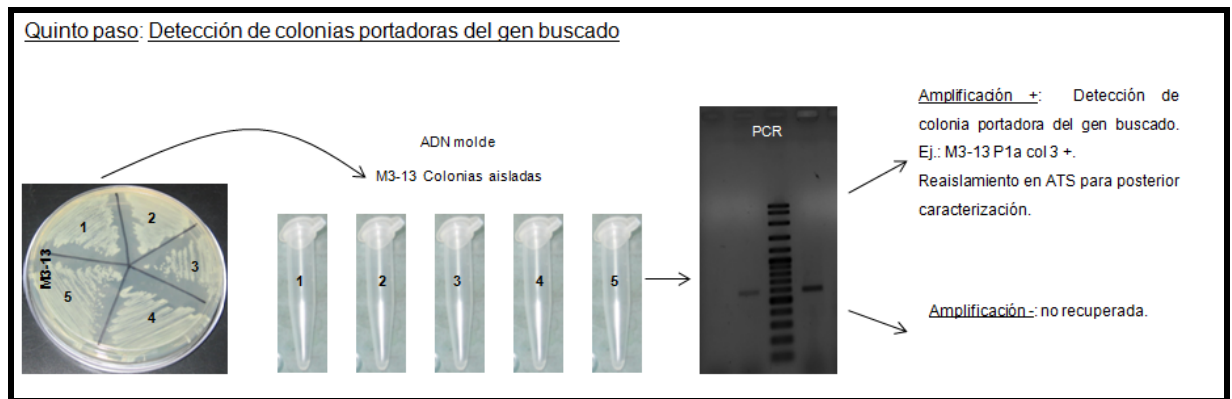 Quinto paso: Detección de colonias portadoras del gen buscado
ADN molde
M3-13 Colonias aisladas
M3-13
1
2
3
4
5
1
2
3
4
5
PCR
Amplificación +: Detección de
colonia portadora del gen buscado.
Ej.: M3-13 P1a col 3 +.
Reaislamiento en ATS para posterior
caracterización.
Amplificación -: no recuperada.